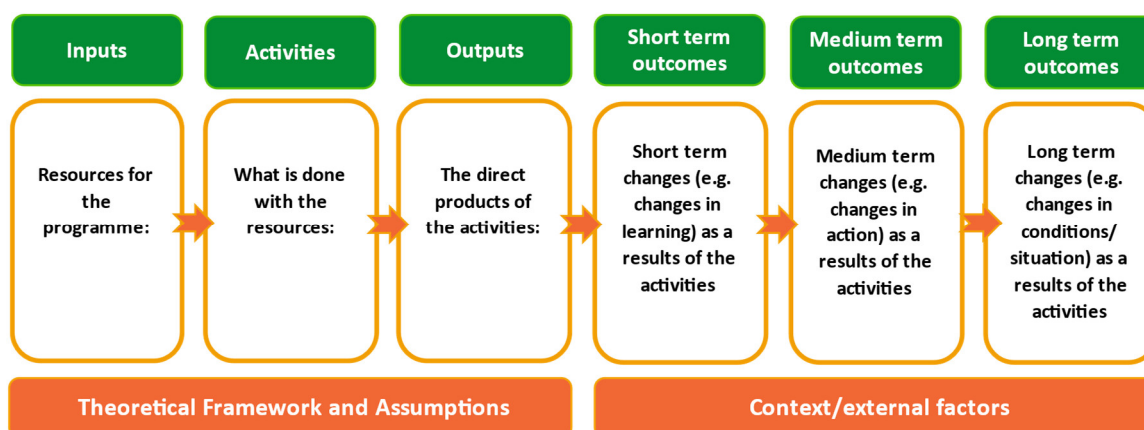 Inputs
Activities
Outputs
Short term
outcomes
Medium term
outcomes
Long term
outcomes
Resources for
the
programme:
What is done
with the
resources:
The direct
products of
the activities:
Short term
changes (e.g.
changes in
learning) as a
results of the
activities
Medium term
changes (e.g.
changes in
action) as a
results of the
activities
Long term
changes (e.g.
changes in
conditions/
situation) as a
results of the
activities
Theoretical Framework and Assumptions
Context/external factors